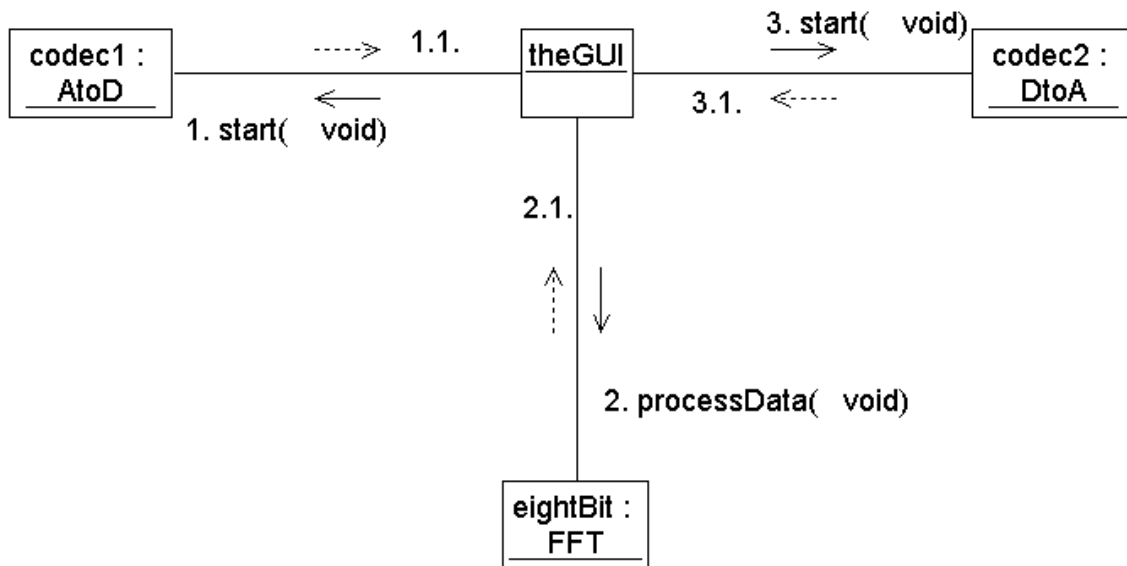 3. start( void)
codec1 :
AtoD
1.1.
theGUI
codec2 :
DtoA
1. start( void)
3.1.
2.1.
2. processData( void)
eightBit :
FFT